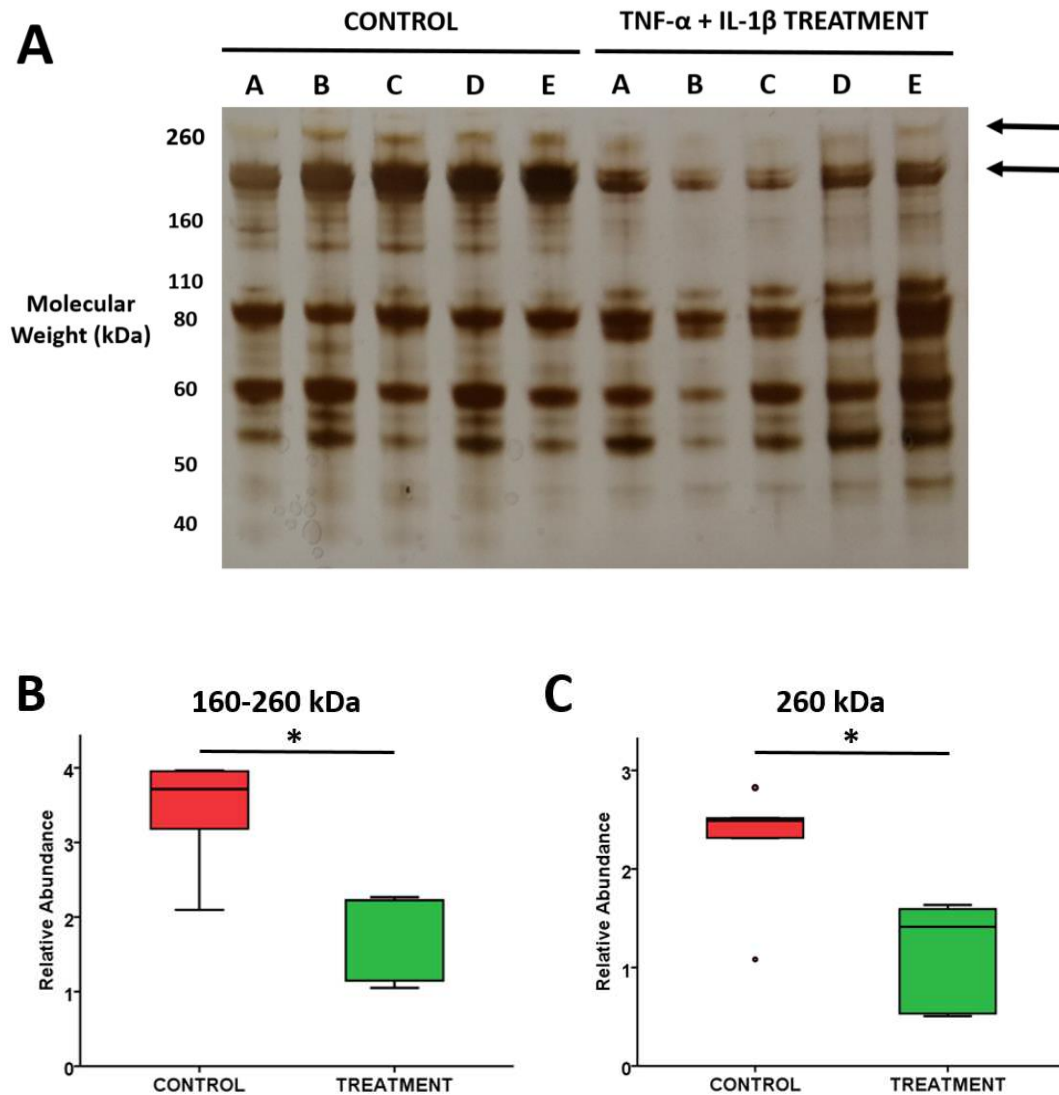 A
CONTROL
TNF-α + IL-1β TREATMENT
A B C D E A B C D E
260
160
110
Molecular
Weight (kDa)
80
60
50
40
B
160-260 kDa
*
4
3
2
1
0
Relative Abundance
CONTROL TREATMENT
C
260 kDa
*
3
2
1
0
Relative Abundance
CONTROL TREATMENT